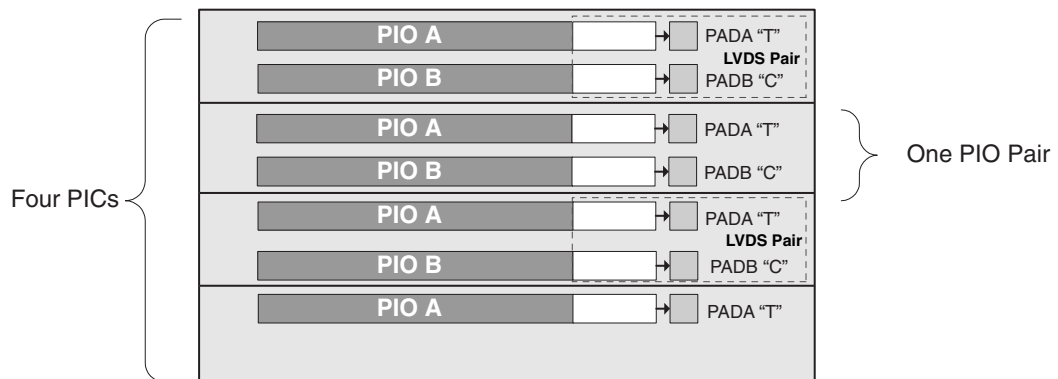 PIO A
PADA “T”
LVDS Pair
PIO B
PADB “C”
PIO A
PADA “T”
PIO B
PADB “C”
One PIO Pair
Four PICs
PIO A
PADA “T”
LVDS Pair
PIO B
PADB “C”
PIO A
PADA “T”